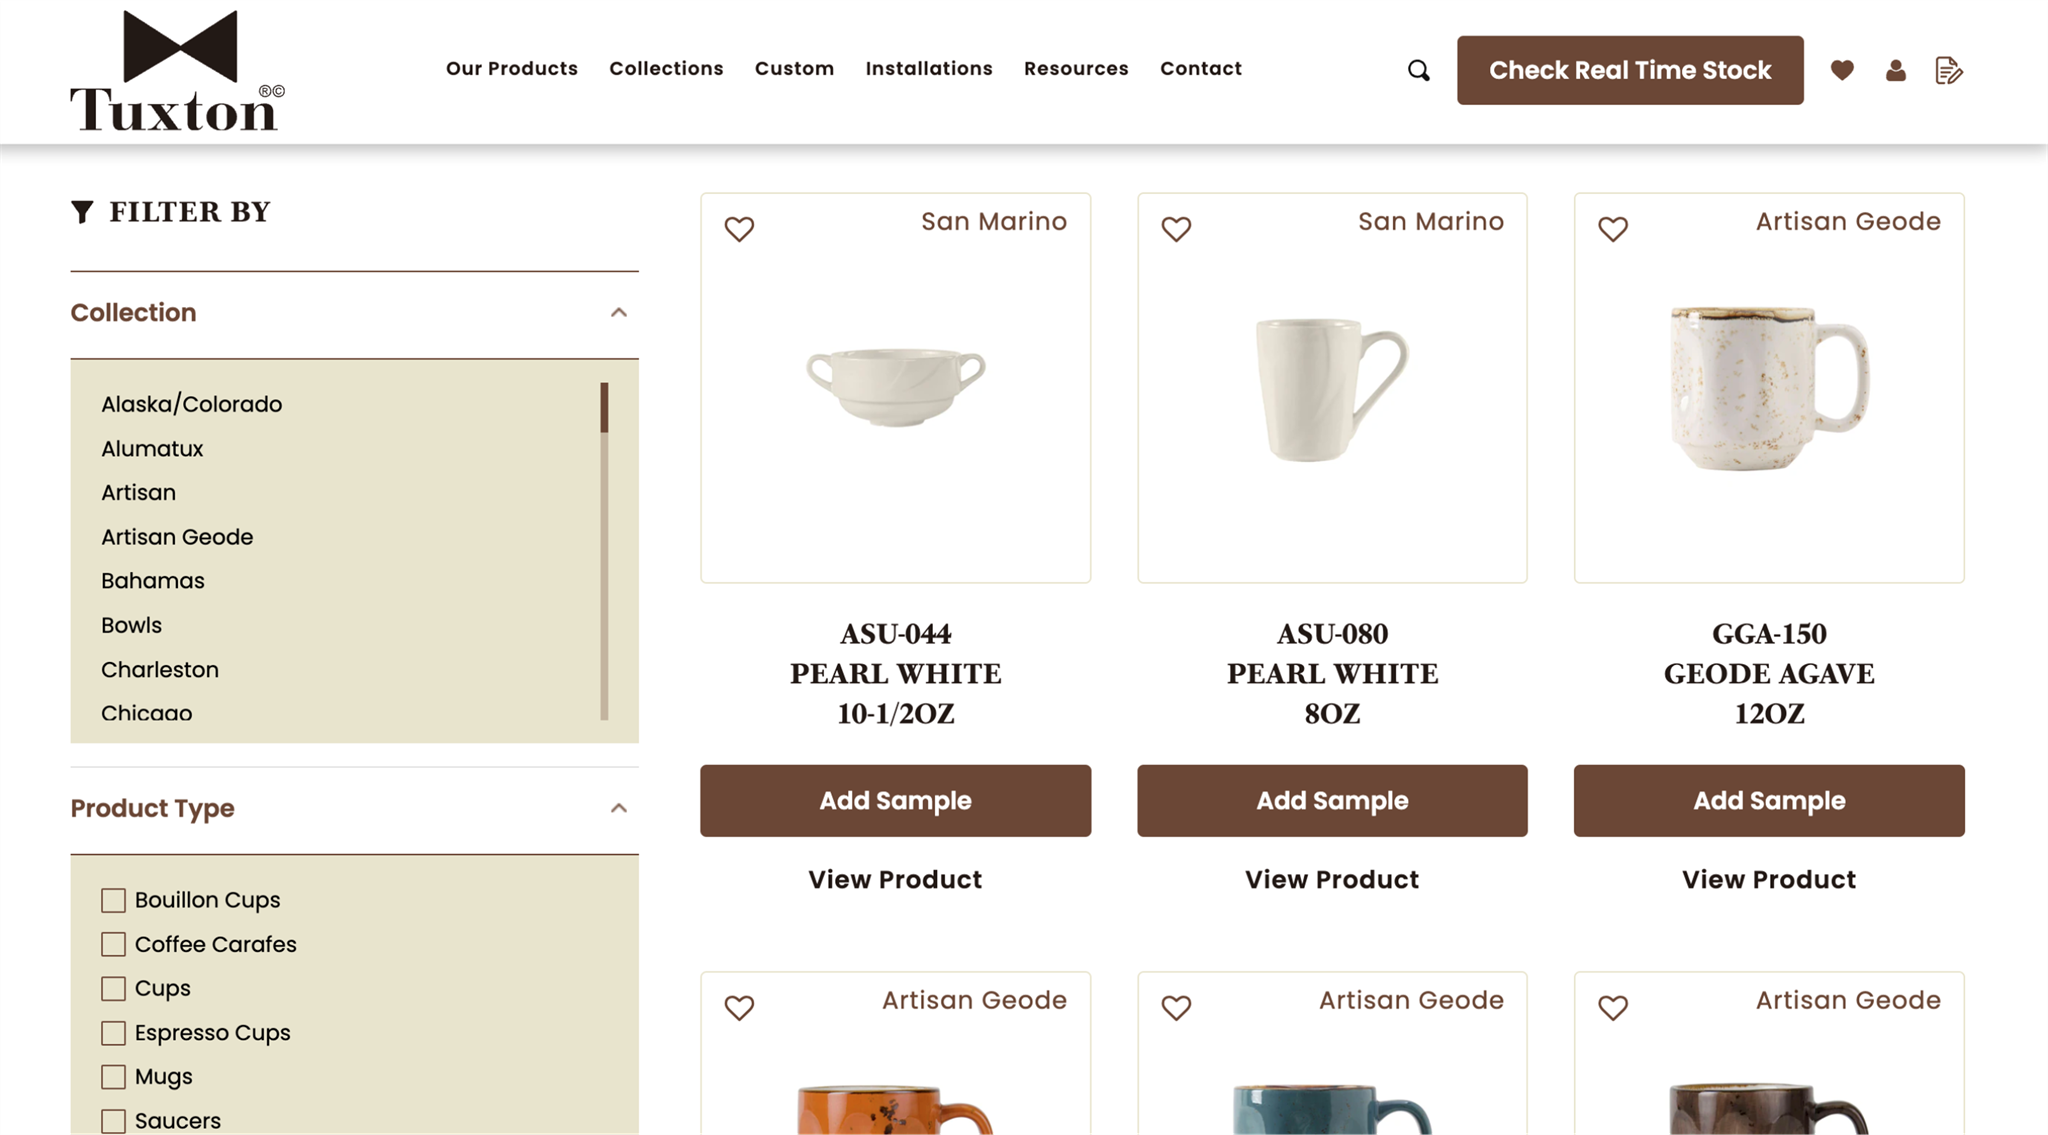 Tuxton®©
Our Products
Collections
Custom
Installations
Resources
Contact
Check Real Time Stock
FILTER BY
Collection
Alaska/Colorado
Alumatux
Artisan
Artisan Geode
Bahamas
Bowls
Charleston
Chicago
Product Type
Bouillon Cups
Coffee Carafes
Cups
Espresso Cups
Mugs
Saucers
San Marino
ASU-044
PEARL WHITE
10-1/2OZ
Add Sample
View Product
San Marino
ASU-080
PEARL WHITE
8OZ
Add Sample
View Product
Artisan Geode
GGA-150
GEODE AGAVE
12OZ
Add Sample
View Product
Artisan Geode
Artisan Geode
Artisan Geode